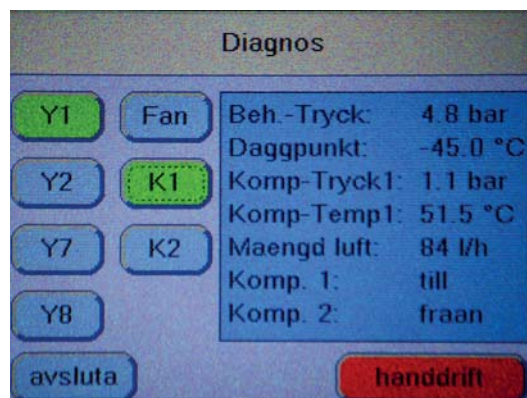 Diagnos
Y1
Fan
Y2
K1
Y7
K2
Y8
Beh.-Tryck: 4.8 bar
Daggpunkt: -45.0 °C
Komp-Tryck1: 1.1 bar
Komp-Temp1: 51.5 °C
Maengd luft: 84 l/h
Komp. 1: till
Komp. 2: fraan
avsluta
handdrift